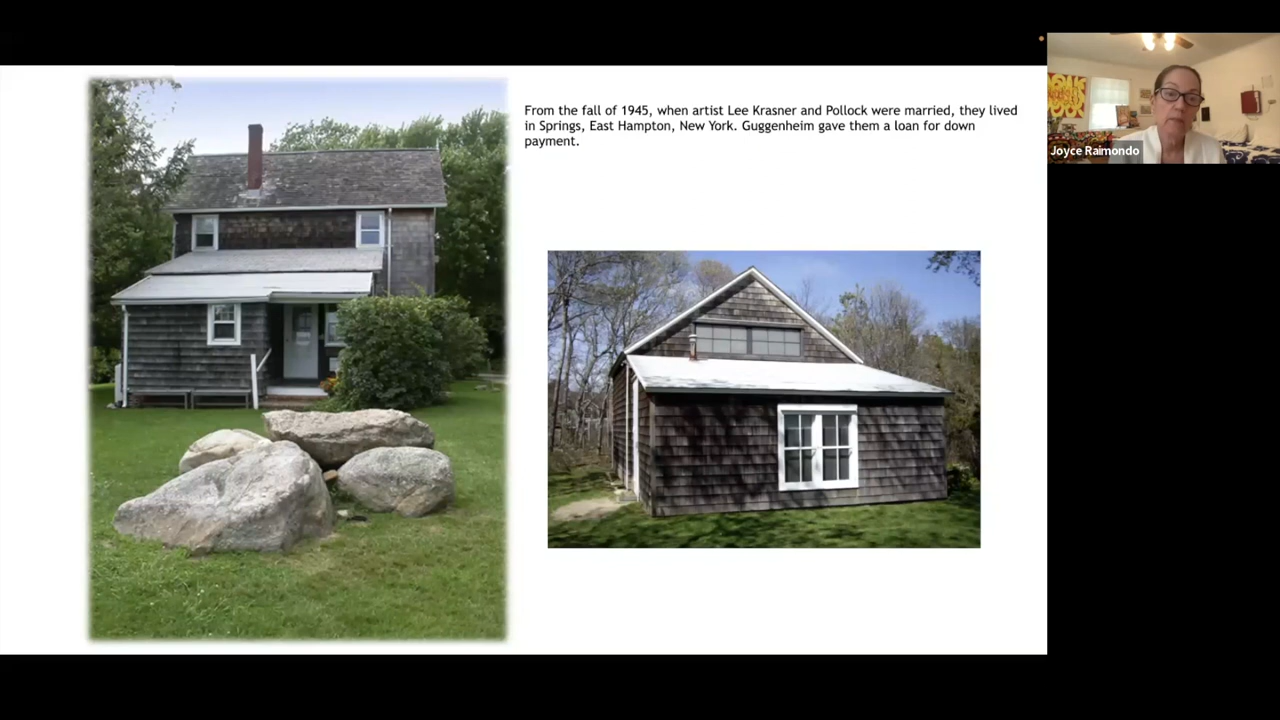 From the fall of 1945, when artist Lee Krasner and Pollock were married, they lived
in Springs, East Hampton, New York. Guggenheim gave them a loan for down
payment.
Joyce Raimondo